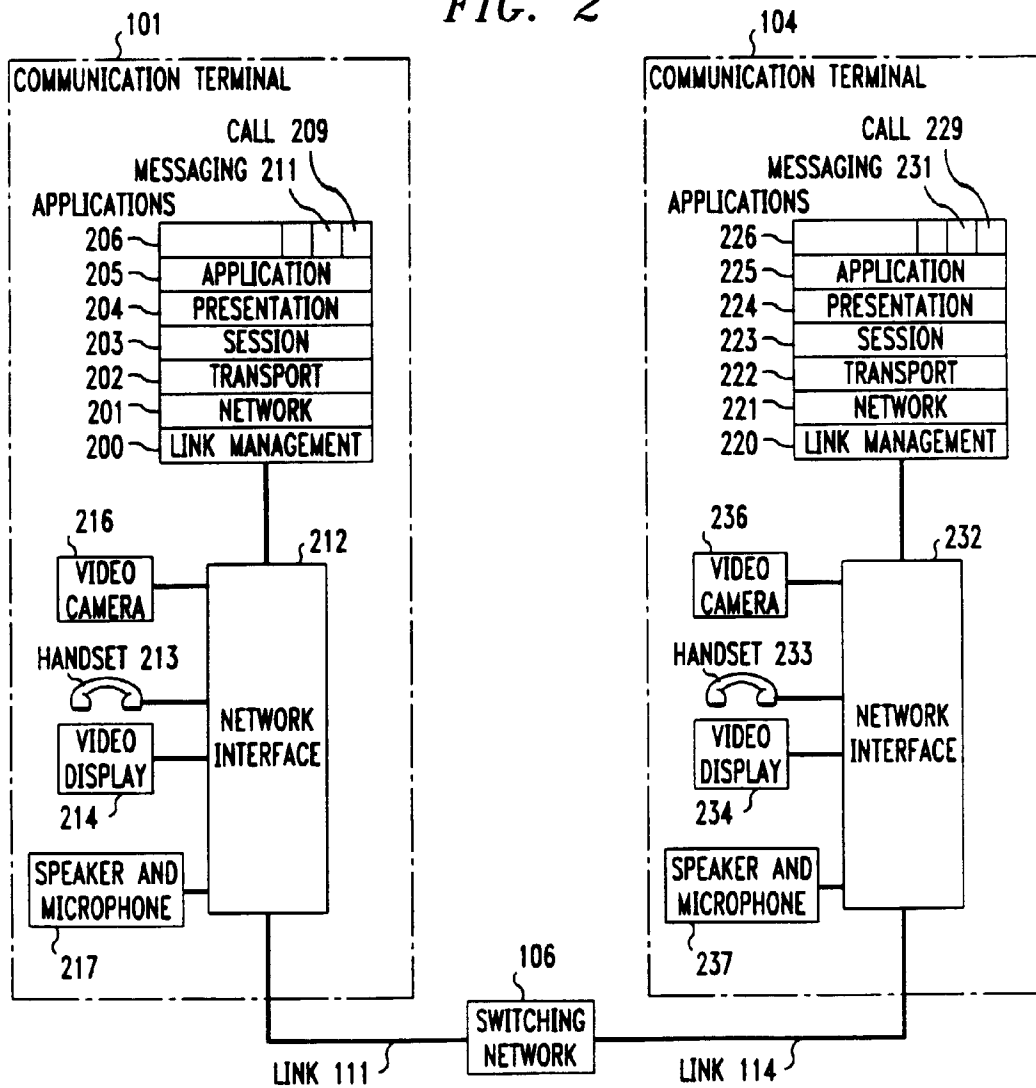 FIG. 2
101
COMMUNICATION TERMINAL
CALL 209
MESSAGING 211
APPLICATIONS
206
205 APPLICATION
204 PRESENTATION
203 SESSION
202 TRANSPORT
201 NETWORK
200 LINK MANAGEMENT
216
VIDEO
CAMERA
212
HANDSET 213
NETWORK
INTERFACE
VIDEO
DISPLAY
214
SPEAKER AND
MICROPHONE
217
104
COMMUNICATION TERMINAL
CALL 229
MESSAGING 231
APPLICATIONS
226
225 APPLICATION
224 PRESENTATION
223 SESSION
222 TRANSPORT
221 NETWORK
220 LINK MANAGEMENT
236
VIDEO
CAMERA
232
HANDSET 233
NETWORK
INTERFACE
VIDEO
DISPLAY
234
SPEAKER AND
MICROPHONE
237
106
SWITCHING
NETWORK
LINK 111
LINK 114